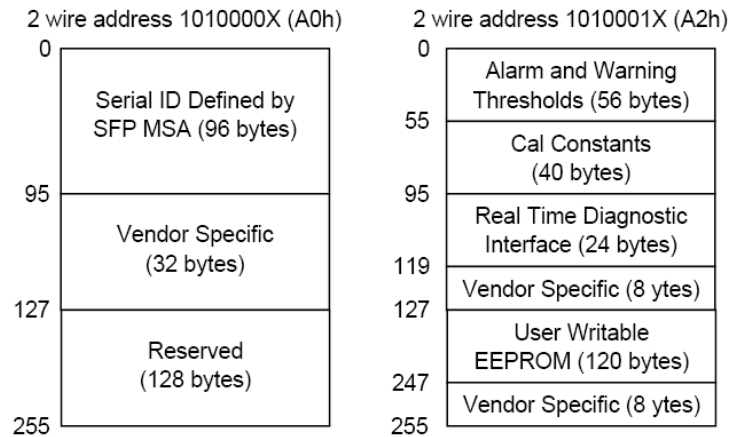 2 wire address 1010000X (A0h)
0
Serial ID Defined by
SFP MSA (96 bytes)
95
Vendor Specific
(32 bytes)
127
Reserved
(128 bytes)
255
2 wire address 1010001X (A2h)
0
Alarm and Warning
Thresholds (56 bytes)
55
Cal Constants
(40 bytes)
95
Real Time Diagnostic
Interface (24 bytes)
119
Vendor Specific (8 ytes)
127
User Writable
EEPROM (120 bytes)
247
Vendor Specific (8 ytes)
255